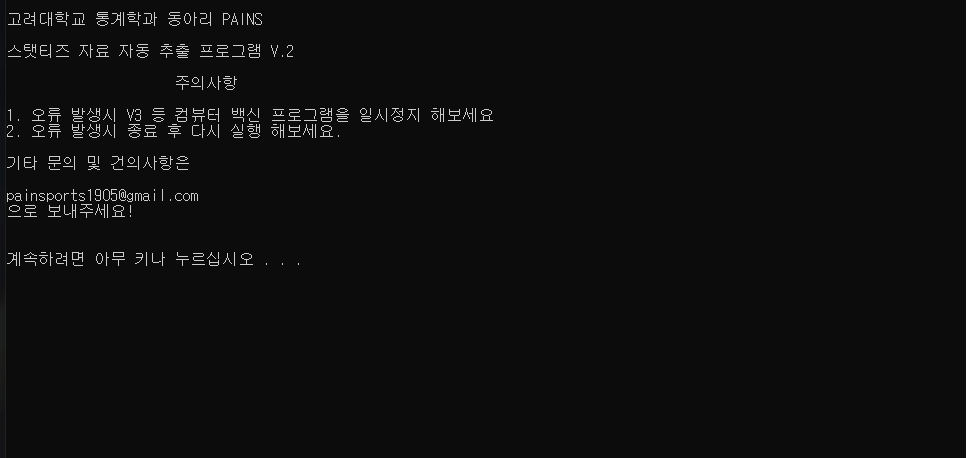 고려대학교 통계학과 동아리 PAINS
스탯티즈 자료 자동 추출 프로그램 V.2
주의사항
1. 오류 발생시 V3 등 컴퓨터 백신 프로그램을 일시정지 해보세요
2. 오류 발생시 종료 후 다시 실행 해보세요.
기타 문의 및 건의사항은
painsports1905@gmail.com
으로 보내주세요!
계속하려면 아무 키나 누르십시오 . . .